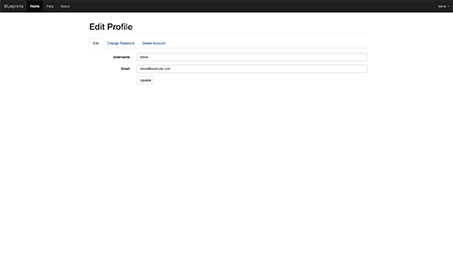 Blueprints Home Help About steve
Edit Profile
Edit Change Password Delete Account
Username steve
Email steve@example.com
Update